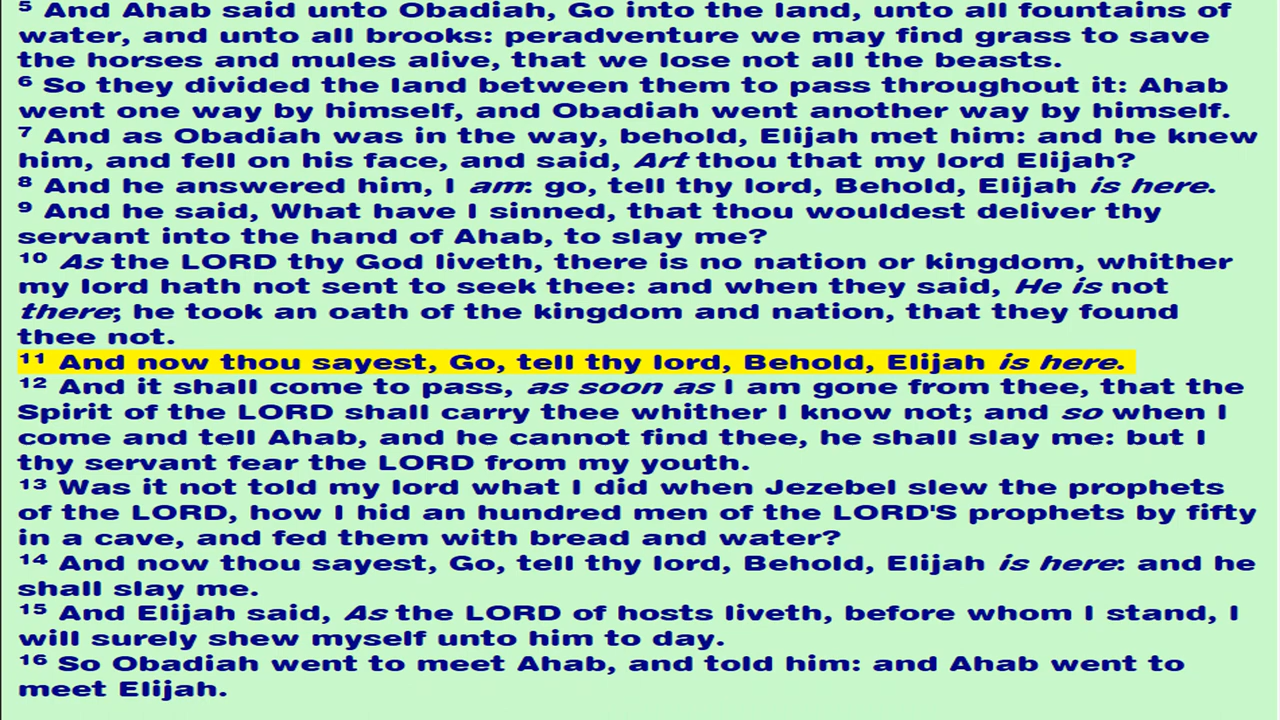 5 And Ahab said unto Obadiah, Go into the land, unto all fountains of
water, and unto all brooks: peradventure we may find grass to save
the horses and mules alive, that we lose not all the beasts.
6 So they divided the land between them to pass throughout it: Ahab
went one way by himself, and Obadiah went another way by himself.
7 And as Obadiah was in the way, behold, Elijah met him: and he knew
him, and fell on his face, and said, Art thou that my lord Elijah?
8 And he answered him, I am: go, tell thy lord, Behold, Elijah is here.
9 And he said, What have I sinned, that thou wouldest deliver thy
servant into the hand of Ahab, to slay me?
10 As the LORD thy God liveth, there is no nation or kingdom, whither
my lord hath not sent to seek thee: and when they said, He is not
there; he took an oath of the kingdom and nation, that they found
thee not.
11 And now thou sayest, Go, tell thy lord, Behold, Elijah is here.
12 And it shall come to pass, as soon as I am gone from thee, that the
Spirit of the LORD shall carry thee whither I know not; and so when I
come and tell Ahab, and he cannot find thee, he shall slay me: but I
thy servant fear the LORD from my youth.
13 Was it not told my lord what I did when Jezebel slew the prophets
of the LORD, how I hid an hundred men of the LORD'S prophets by fifty
in a cave, and fed them with bread and water?
14 And now thou sayest, Go, tell thy lord, Behold, Elijah is here: and he
shall slay me.
15 And Elijah said, As the LORD of hosts liveth, before whom I stand, I
will surely shew myself unto him to day.
16 So Obadiah went to meet Ahab, and told him: and Ahab went to
meet Elijah.